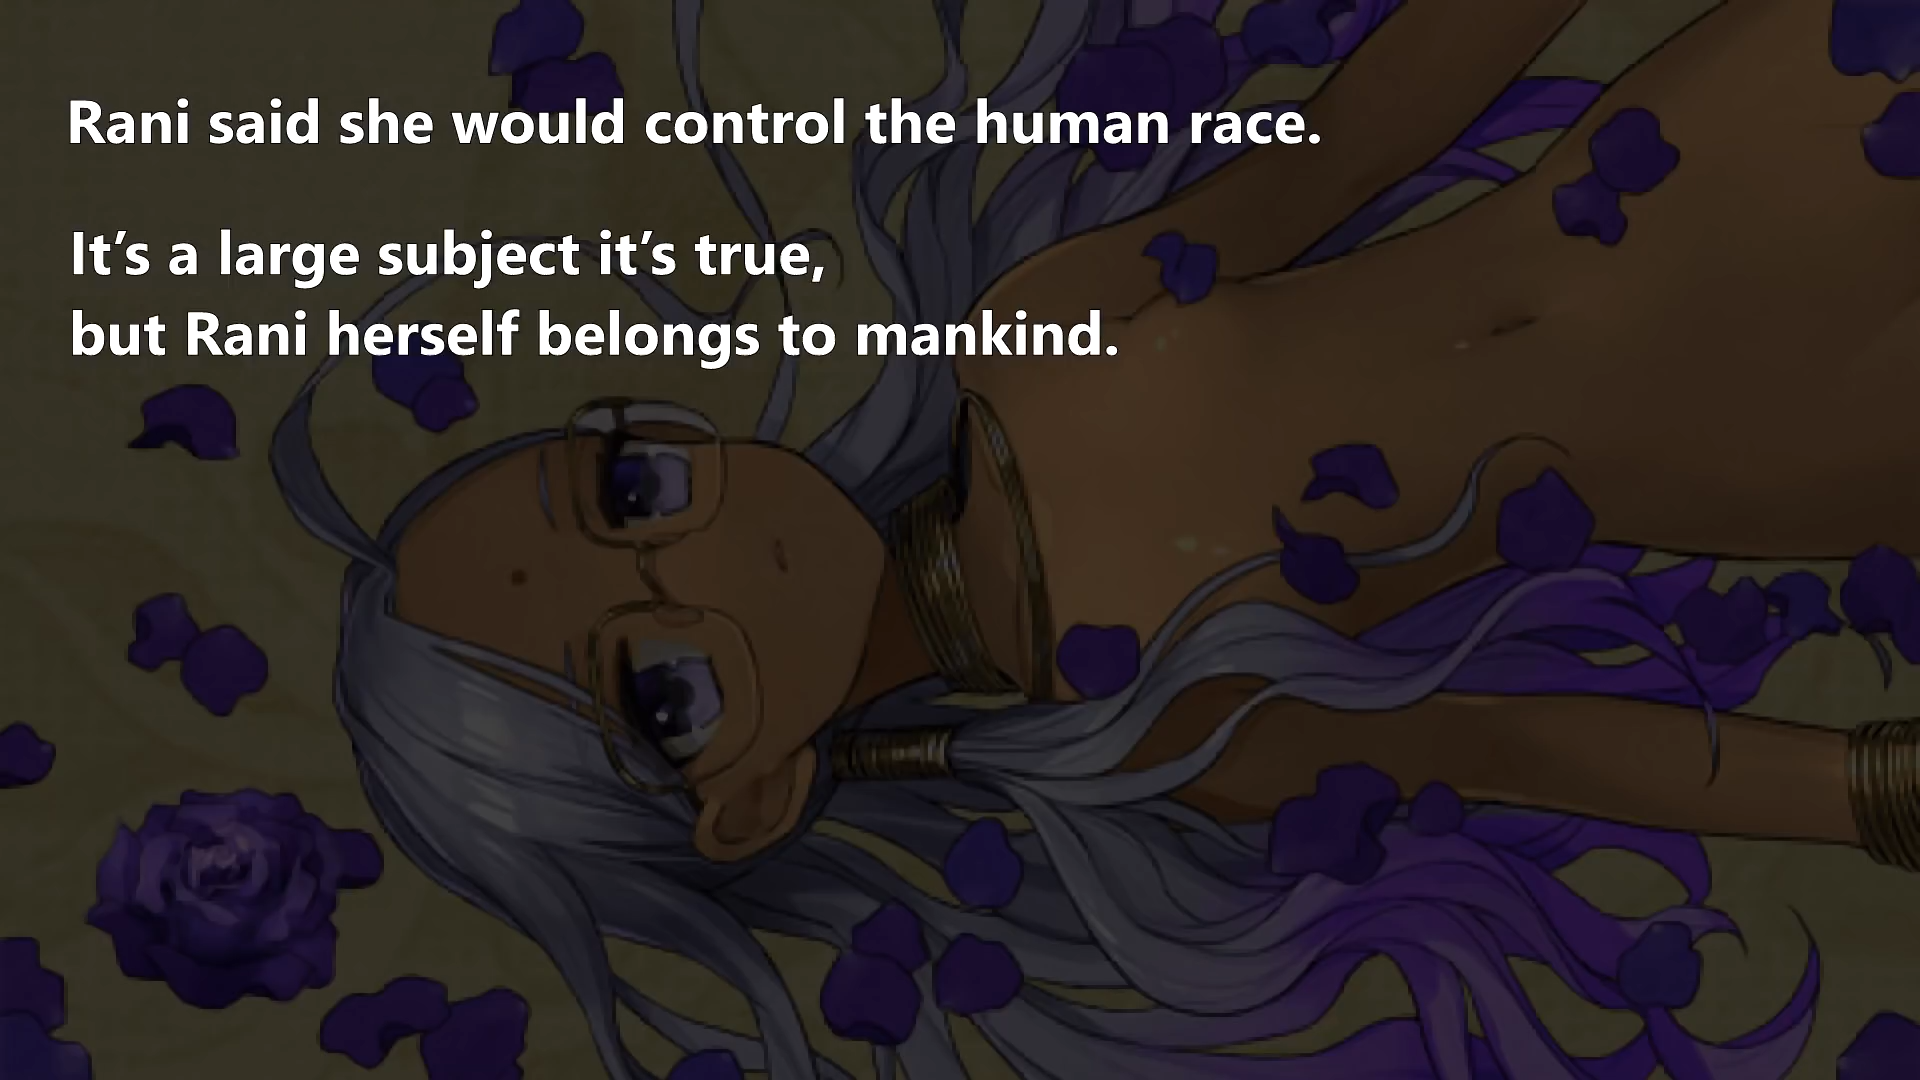 Rani said she would control the human race.
It’s a large subject it’s true,
but Rani herself belongs to mankind.